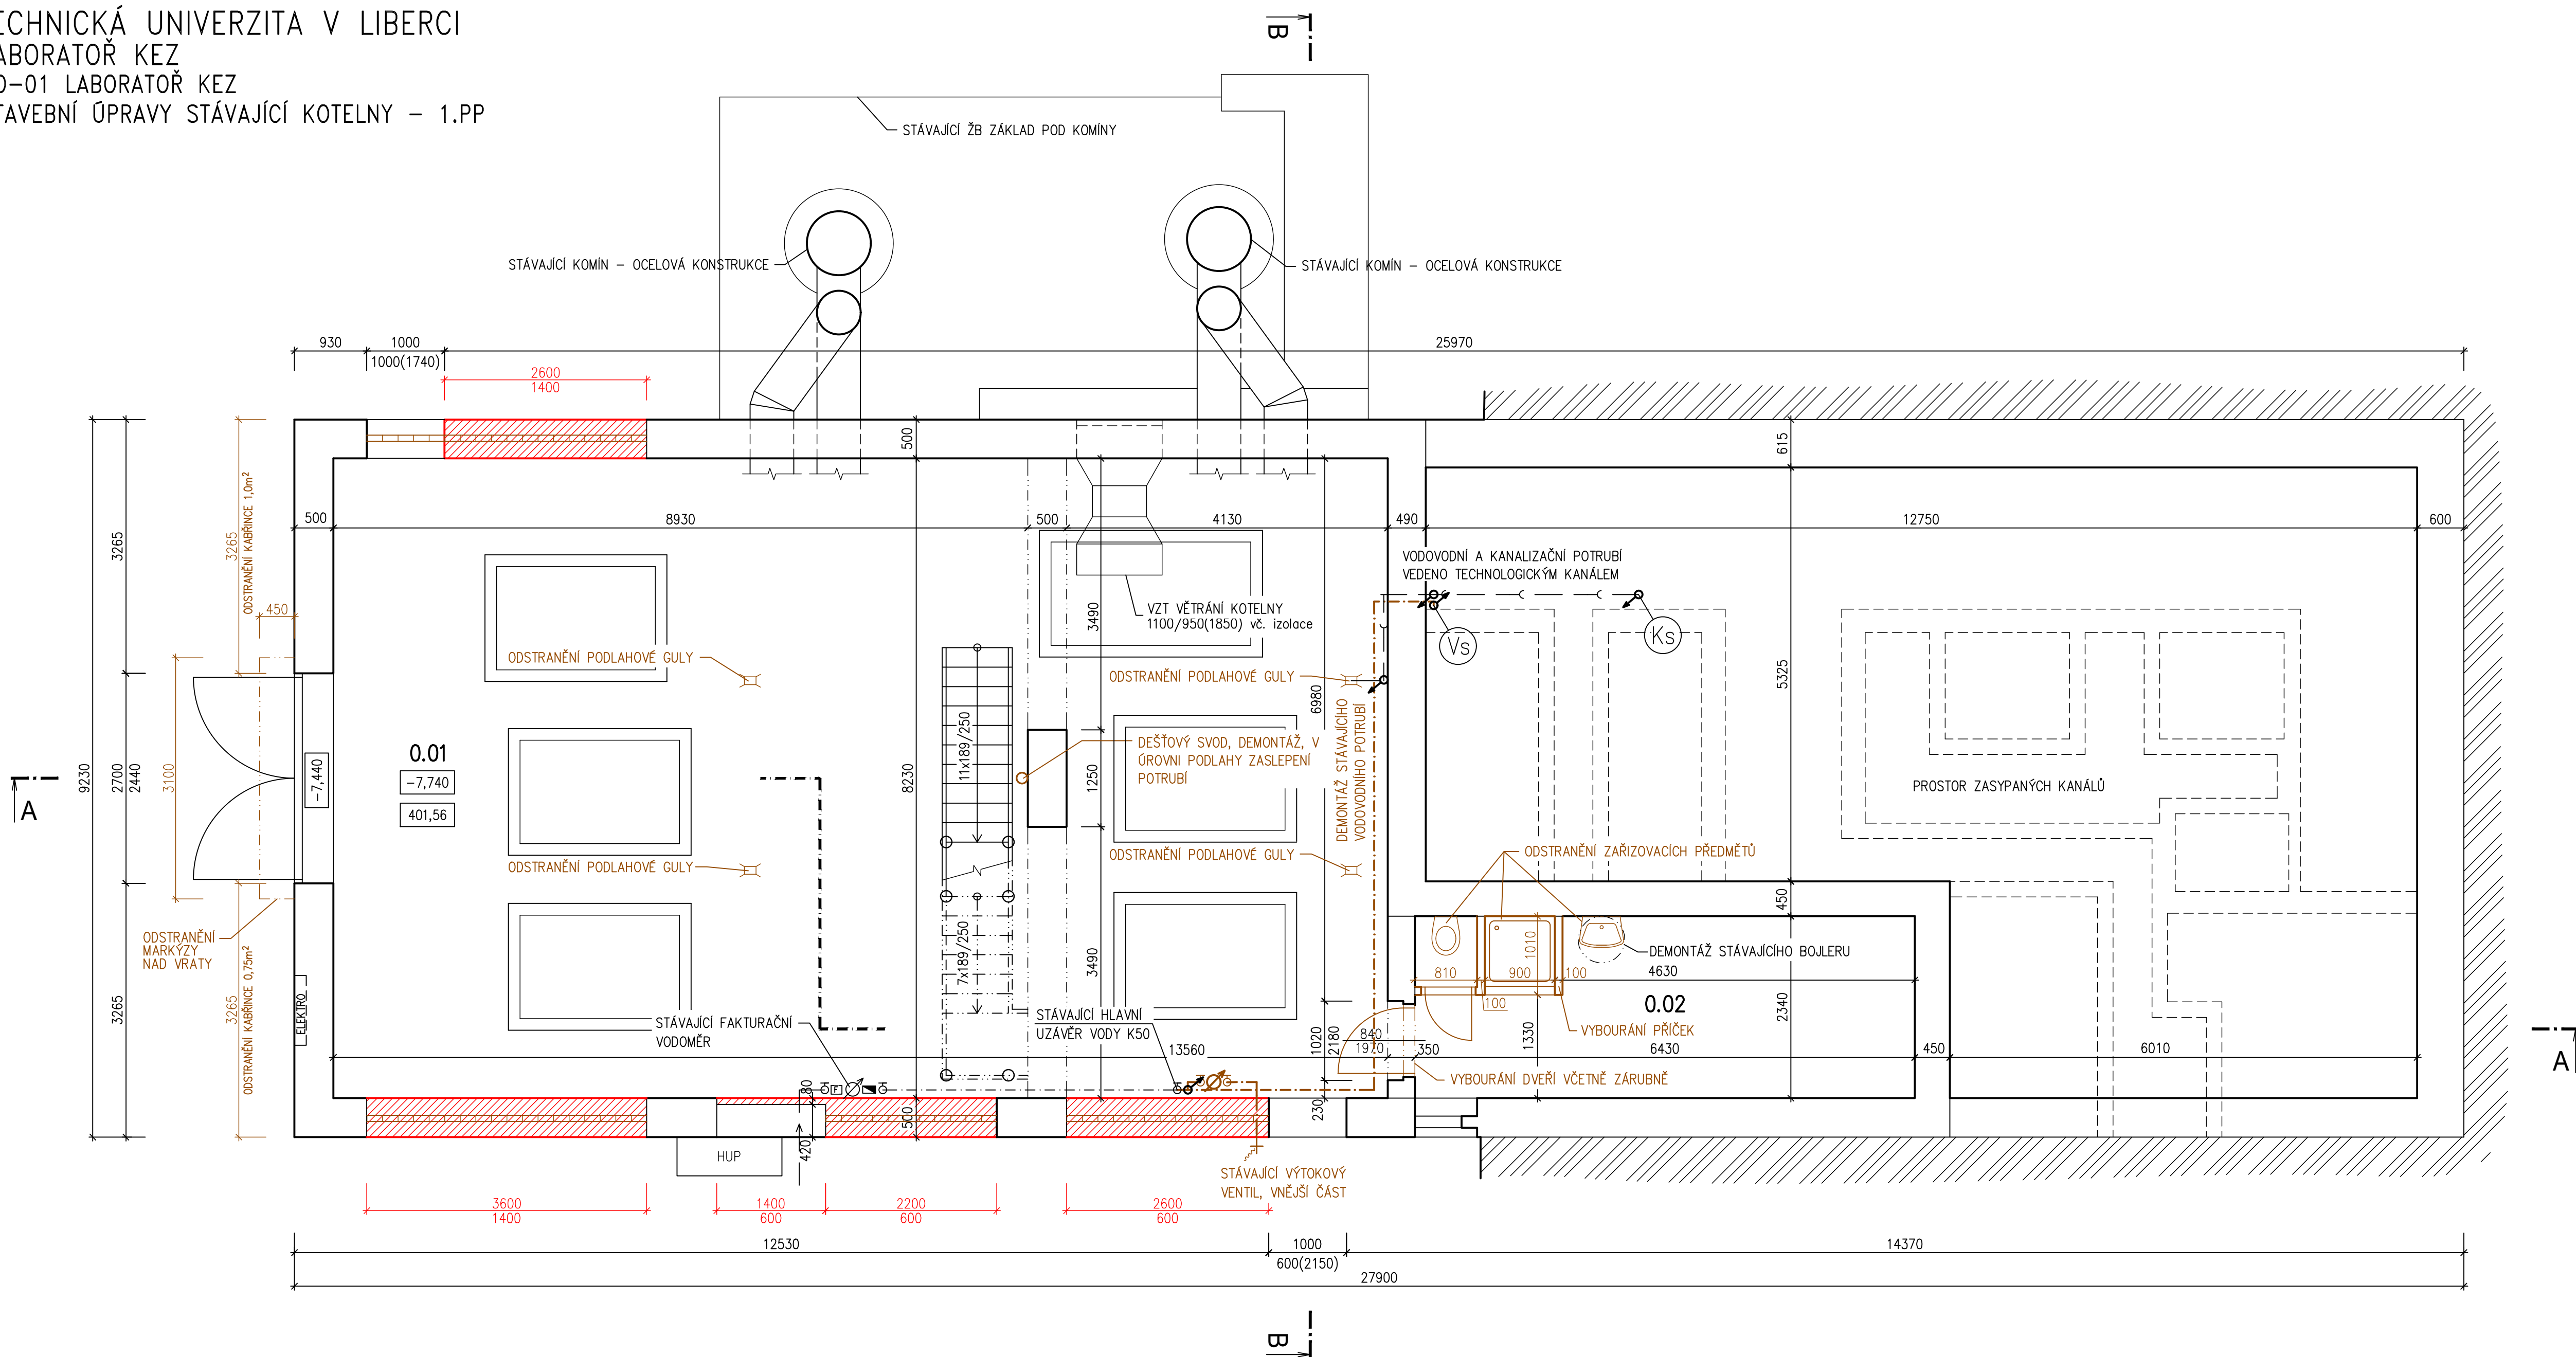 ECHNICKÁ UNIVERZITA V LIBERCI
ABORATOŘ KEZ
O-01 LABORATOŘ KEZ
TAVEBNÍ ÚPRAVY STÁVAJÍCÍ KOTELNY - 1.PP
B
STÁVAJÍCÍ ŽB ZÁKLAD POD KOMÍNY
STÁVAJÍCÍ KOMÍN - OCELOVÁ KONSTRUKCE
STÁVAJÍCÍ KOMÍN - OCELOVÁ KONSTRUKCE
930
1000
1000(1740)
25970
2600
1400
500
615
500
8930
500
4130
490
12750
600
9230
3265
2700
2440
3265
3265
ODSTRANĚNÍ KABŘINCE 1,0m²
450
3100
3265
ODSTRANĚNÍ KABŘINCE 0,75m²
VODOVODNÍ A KANALIZAČNÍ POTRUBÍ
VEDENO TECHNOLOGICKÝM KANÁLEM
Vs
Ks
VZT VĚTRÁNÍ KOTELNY
1100/950(1850) vč. izolace
3490
ODSTRANĚNÍ PODLAHOVÉ GULY
ODSTRANĚNÍ PODLAHOVÉ GULY
6980
5325
DEMONTÁŽ STÁVAJÍCÍHO
VODOVODNÍHO POTRUBÍ
11x189/250
DEŠŤOVÝ SVOD, DEMONTÁŽ, V
ÚROVNI PODLAHY ZASLEPENÍ
POTRUBÍ
1250
8230
0.01
-7,740
401,56
-7,440
A
PROSTOR ZASYPANÝCH KANÁLŮ
ODSTRANĚNÍ PODLAHOVÉ GULY
ODSTRANĚNÍ PODLAHOVÉ GULY
ODSTRANĚNÍ ZAŘIZOVACÍCH PŘEDMĚTŮ
450
ODSTRANĚNÍ
MARKÝZY
NAD VRATY
7x189/250
3490
1010
DEMONTÁŽ STÁVAJÍCÍHO BOJLERU
810
900
100
4630
100
0.02
2340
ELEKTRO
STÁVAJÍCÍ FAKTURAČNÍ
VODOMĚR
STÁVAJÍCÍ HLAVNÍ
UZÁVĚR VODY K50
1020
2180
840
1970
350
1330
VYBOURÁNÍ PŘÍČEK
13560
6430
450
6010
A
VYBOURÁNÍ DVEŘÍ VČETNĚ ZÁRUBNĚ
80
F
500
230
420
HUP
STÁVAJÍCÍ VÝTOKOVÝ
VENTIL, VNĚJŠÍ ČÁST
3600
1400
1400
600
2200
600
2600
600
12530
1000
600(2150)
14370
27900
B